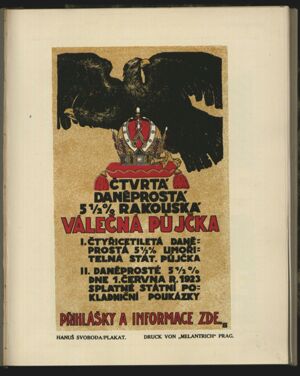 ČTVRTÁ
DANĚPROSTÁ
5½% RAKOUSKÁ
VÁLEČNÁ PŮJČKA
I. ČTYŘICETILETÁ DANĚ=
PROSTÁ 5½% UMOŘI=
TELNÁ STÁT. PŮJČKA
II. DANĚPROSTÉ 5½%
DNE 1. ČERVNA R. 1923
SPLATNÉ STÁTNÍ PO=
KLADNIČNÍ POUKÁZKY
PŘIHLÁŠKY A INFORMACE ZDE
HANUŠ SVOBODA/PLAKAT. DRUCK VON „MELANTRICH" PRAG.